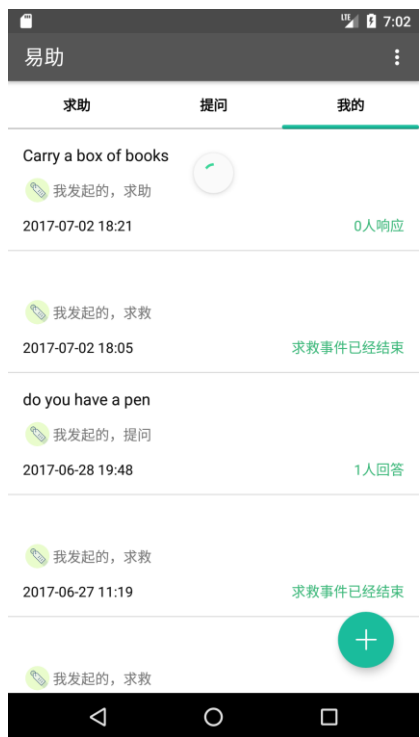 LTE 7:02
易助
求助 提问 我的
Carry a box of books
我发起的，求助
2017-07-02 18:21 0人响应
我发起的，求救
2017-07-02 18:05 求救事件已经结束
do you have a pen
我发起的，提问
2017-06-28 19:48 1人回答
我发起的，求救
2017-06-27 11:19 求救事件已经结束
我发起的，求救